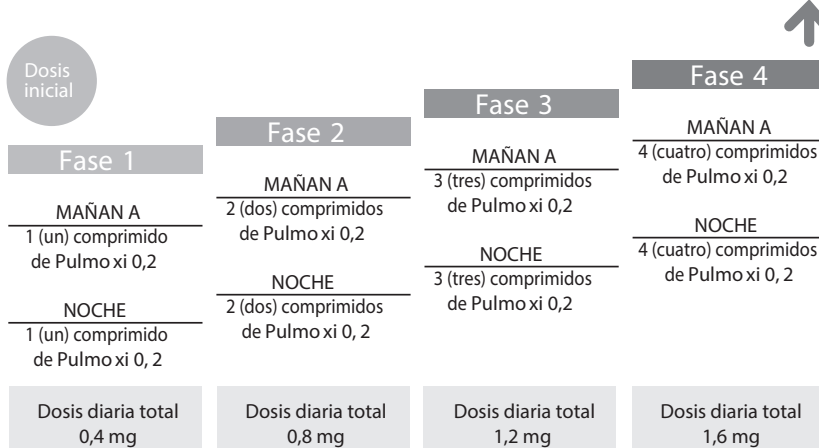 Dosis
inicial
Fase 1
MAÑAN A
1 (un) comprimido
de Pulmo xi 0,2
NOCHE
1 (un) comprimido
de Pulmo xi 0, 2
Dosis diaria total
0,4 mg
Fase 2
MAÑAN A
2 (dos) comprimidos
de Pulmo xi 0,2
NOCHE
2 (dos) comprimidos
de Pulmo xi 0, 2
Dosis diaria total
0,8 mg
Fase 3
MAÑAN A
3 (tres) comprimidos
de Pulmo xi 0,2
NOCHE
3 (tres) comprimidos
de Pulmo xi 0,2
Dosis diaria total
1,2 mg
Fase 4
MAÑAN A
4 (cuatro) comprimidos
de Pulmo xi 0,2
NOCHE
4 (cuatro) comprimidos
de Pulmo xi 0, 2
Dosis diaria total
1,6 mg